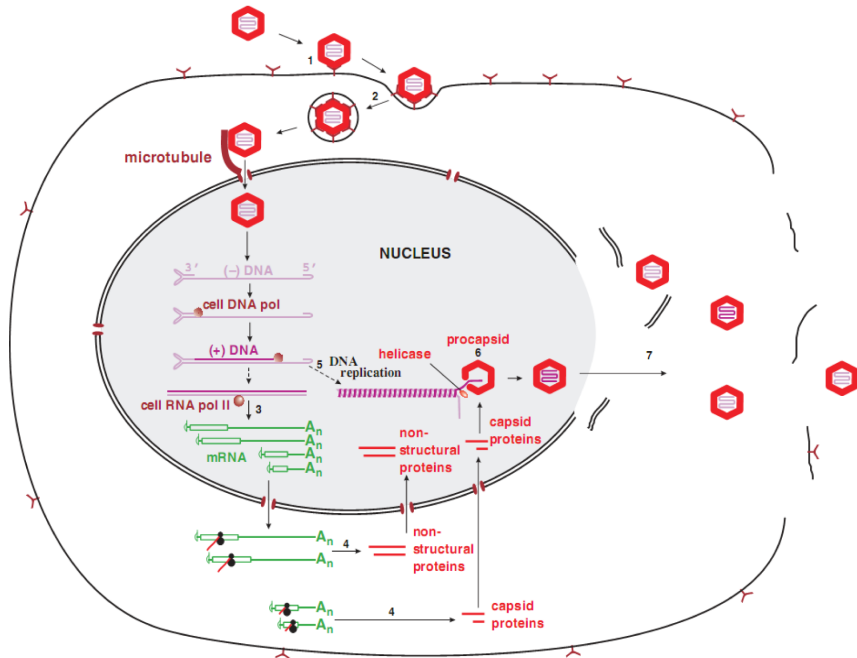 1
2
microtubule
NUCLEUS
3′ (–) DNA 5′
cell DNA pol
(+) DNA
5 DNA
replication
helicase
procapsid
6
7
cell RNA pol II
3
An
An
mRNA
An
An
non-
structural
proteins
capsid
proteins
An
An
4
non-
structural
proteins
An
An
4
capsid
proteins